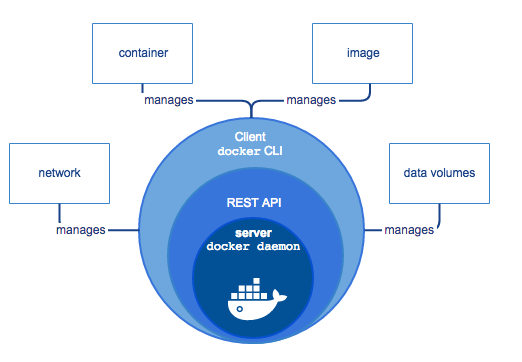 container
image
manages
manages
Client
docker CLI
network
data volumes
REST API
manages
server
manages
docker daemon